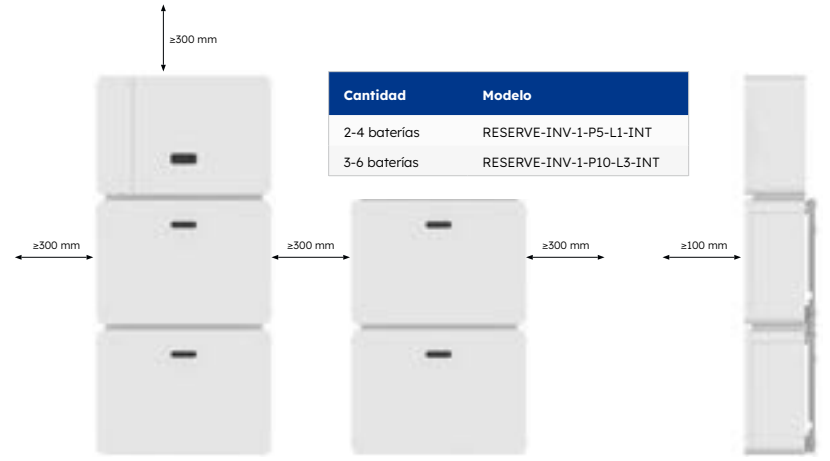 ≥300 mm
Cantidad Modelo
2-4 baterías RESERVE-INV-1-P5-L1-INT
3-6 baterías RESERVE-INV-1-P10-L3-INT
≥300 mm ≥300 mm ≥300 mm ≥100 mm